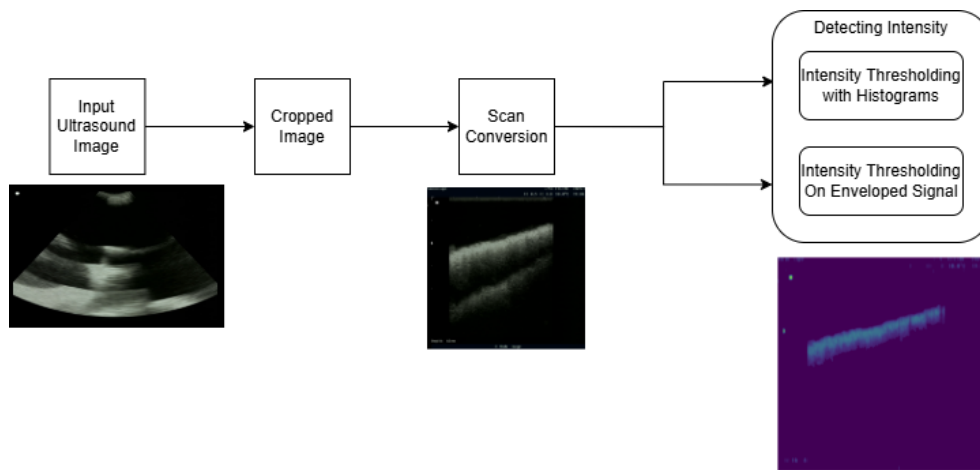 Detecting Intensity
Intensity Thresholding
with Histograms
Input
Ultrasound
Image
Cropped
Image
Scan
Conversion
Intensity Thresholding
On Enveloped Signal